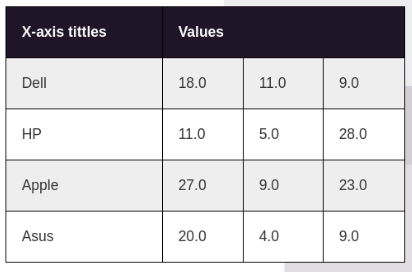 X-axis tittles Values
Dell 18.0 11.0 9.0
HP 11.0 5.0 28.0
Apple 27.0 9.0 23.0
Asus 20.0 4.0 9.0